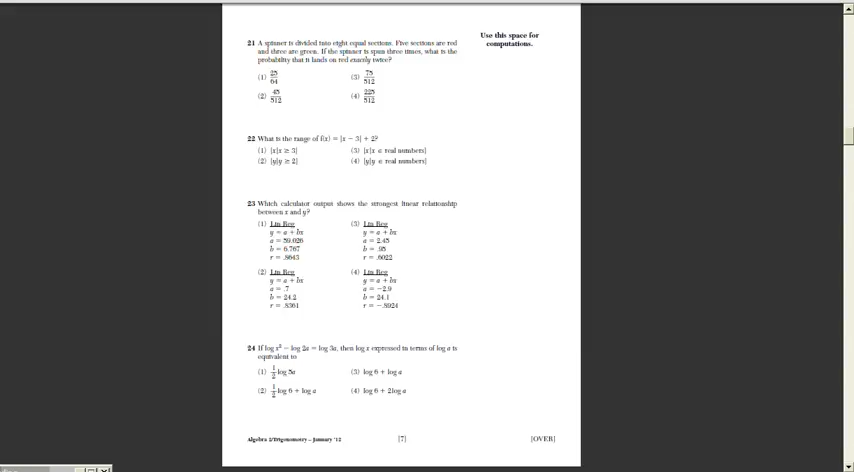 Use this space for
computations.
21 A spinner is divided into eight equal sections. Five sections are red
and three are green. If the spinner is spun three times, what is the
probability that it lands on red exactly twice?
(1) 25/64 (3) 75/512
(2) 45/512 (4) 225/512
22 What is the range of f(x) = |x − 3| + 2?
(1) {x|x ≥ 3} (3) {x|x ∈ real numbers}
(2) {y|y ≥ 2} (4) {y|y ∈ real numbers}
23 Which calculator output shows the strongest linear relationship
between x and y?
(1) Lin Reg (3) Lin Reg
y = a + bx y = a + bx
a = 59.026 a = 2.45
b = 6.767 b = .95
r = .8643 r = .6022
(2) Lin Reg (4) Lin Reg
y = a + bx y = a + bx
a = .7 a = −2.9
b = 24.2 b = 24.1
r = .8361 r = −.8924
24 If log x² − log 2a = log 3a, then log x expressed in terms of log a is
equivalent to
(1) 1/2 log 5a (3) log 6 + log a
(2) 1/2 log 6 + log a (4) log 6 + 2 log a
Algebra 2/Trigonometry – January '12 [7] [OVER]